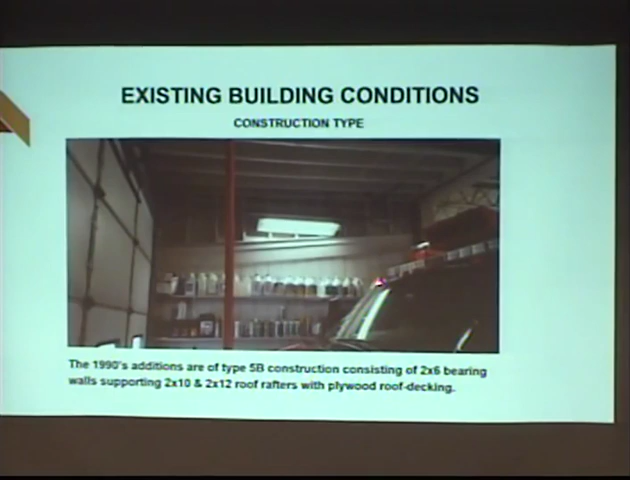 EXISTING BUILDING CONDITIONS
CONSTRUCTION TYPE
The 1990's additions are of type 5B construction consisting of 2x6 bearing
walls supporting 2x10 & 2x12 roof rafters with plywood roof-decking.